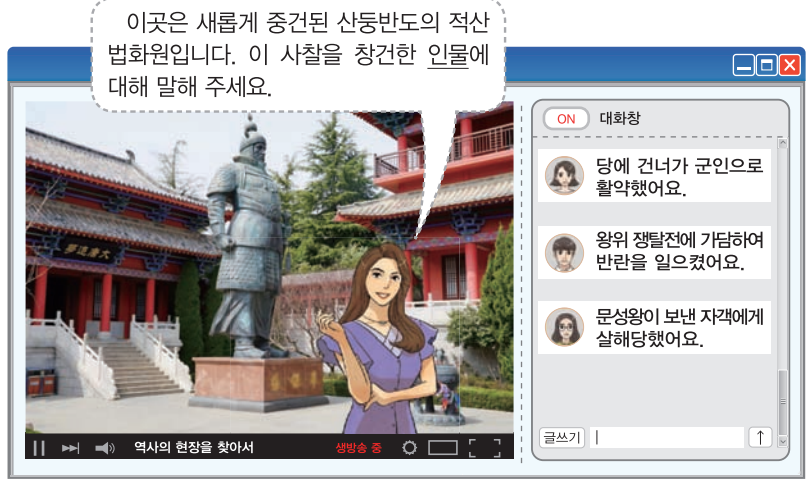 이곳은 새롭게 중건된 산둥반도의 적산
법화원입니다. 이 사찰을 창건한 인물에
대해 말해 주세요.
ON 대화창
당에 건너가 군인으로
활약했어요.
왕위 쟁탈전에 가담하여
반란을 일으켰어요.
문성왕이 보낸 자객에게
살해당했어요.
역사의 현장을 찾아서 생방송 중
글쓰기